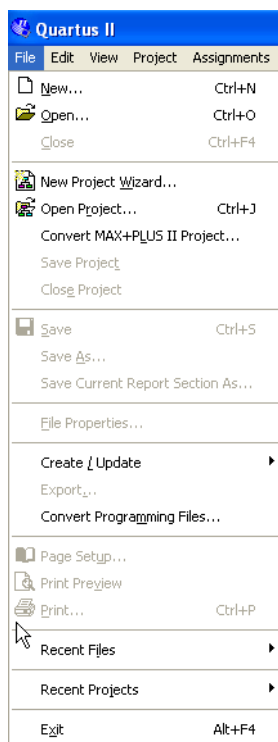 Quartus II
File Edit View Project Assignments
New... Ctrl+N
Open... Ctrl+O
Close Ctrl+F4
New Project Wizard...
Open Project... Ctrl+J
Convert MAX+PLUS II Project...
Save Project
Close Project
Save Ctrl+S
Save As...
Save Current Report Section As...
File Properties...
Create / Update
Export...
Convert Programming Files...
Page Setup...
Print Preview
Print... Ctrl+P
Recent Files
Recent Projects
Exit Alt+F4